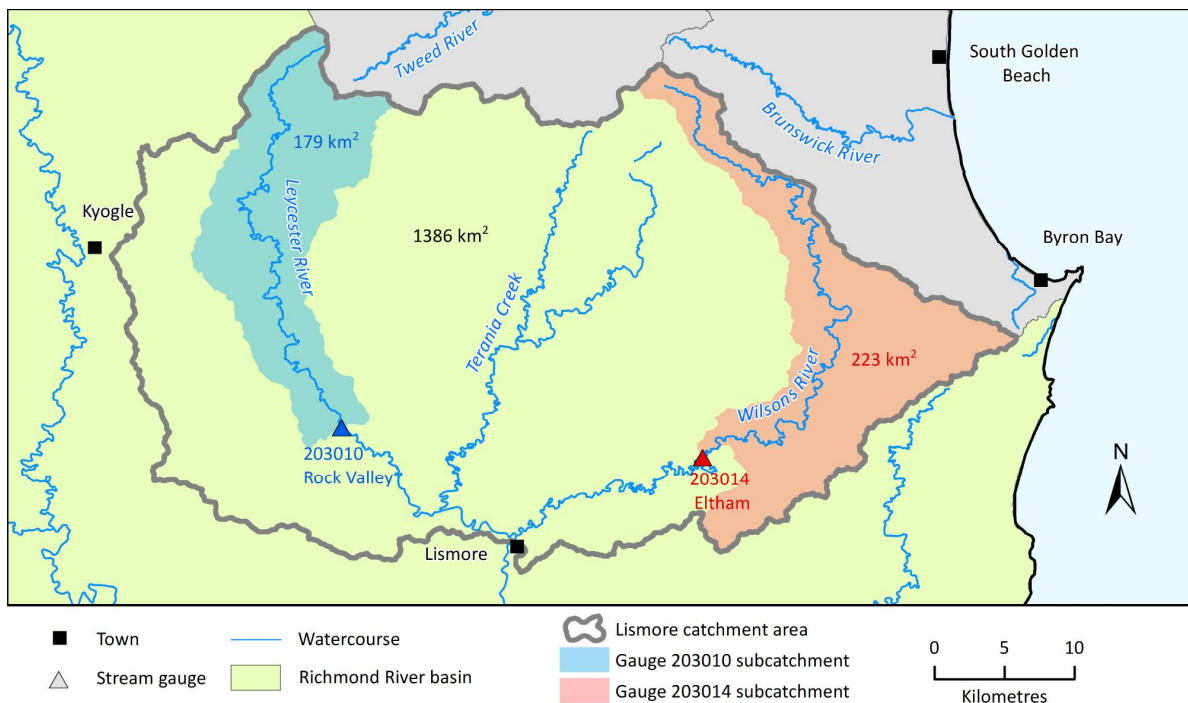 Tweed River
South Golden
Beach
Brunswick River
179 km²
Leycester River
Kyogle
1386 km²
Byron Bay
Terania Creek
223 km²
Wilsons River
203010
Rock Valley
203014
Eltham
N
Lismore
Town
Watercourse
Lismore catchment area
Stream gauge
Richmond River basin
Gauge 203010 subcatchment
Gauge 203014 subcatchment
0 5 10
Kilometres